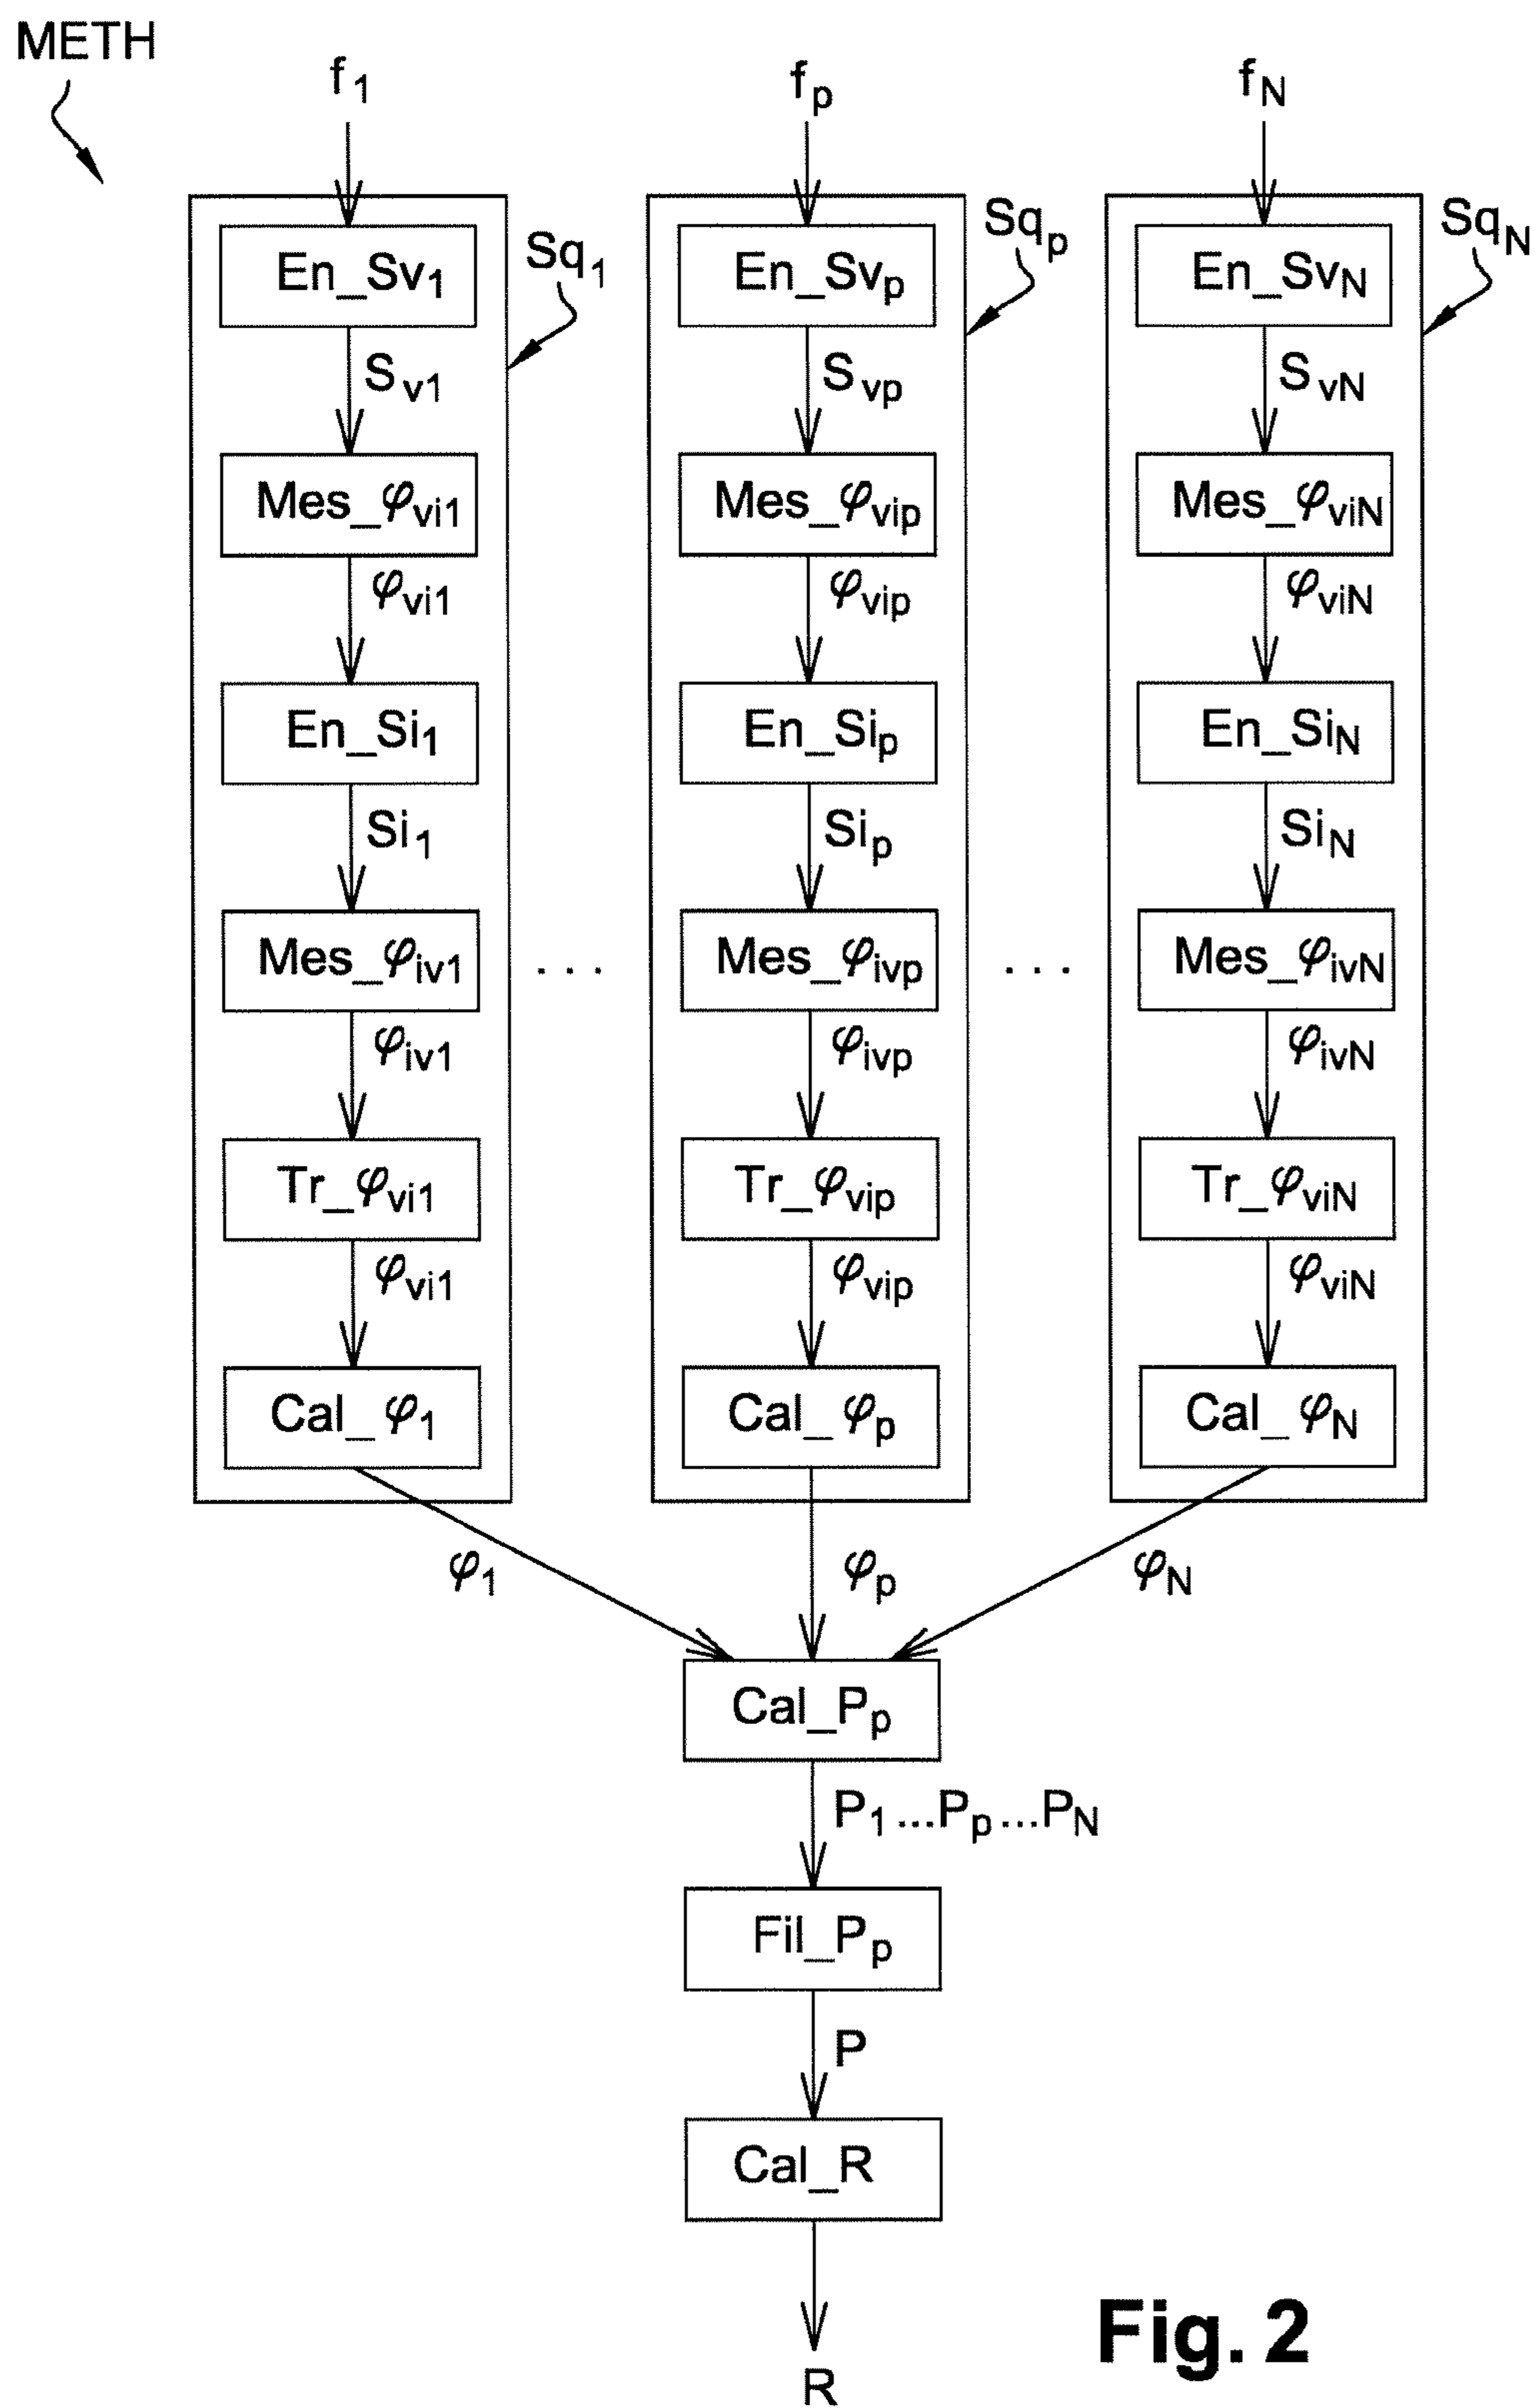 METH
f1 fp fN
Sq1 Sqp SqN
En_Sv1 En_Svp En_SvN
Sv1 Svp SvN
Mes_φvi1 Mes_φvip Mes_φviN
φvi1 φvip φviN
En_Si1 En_Sip En_SiN
Si1 Sip SiN
Mes_φiv1 ... Mes_φivp ... Mes_φivN
φiv1 φivp φivN
Tr_φvi1 Tr_φvip Tr_φviN
φvi1 φvip φviN
Cal_φ1 Cal_φp Cal_φN
φ1 φp φN
Cal_Pp
P1...Pp...PN
Fil_Pp
P
Cal_R
R
Fig. 2